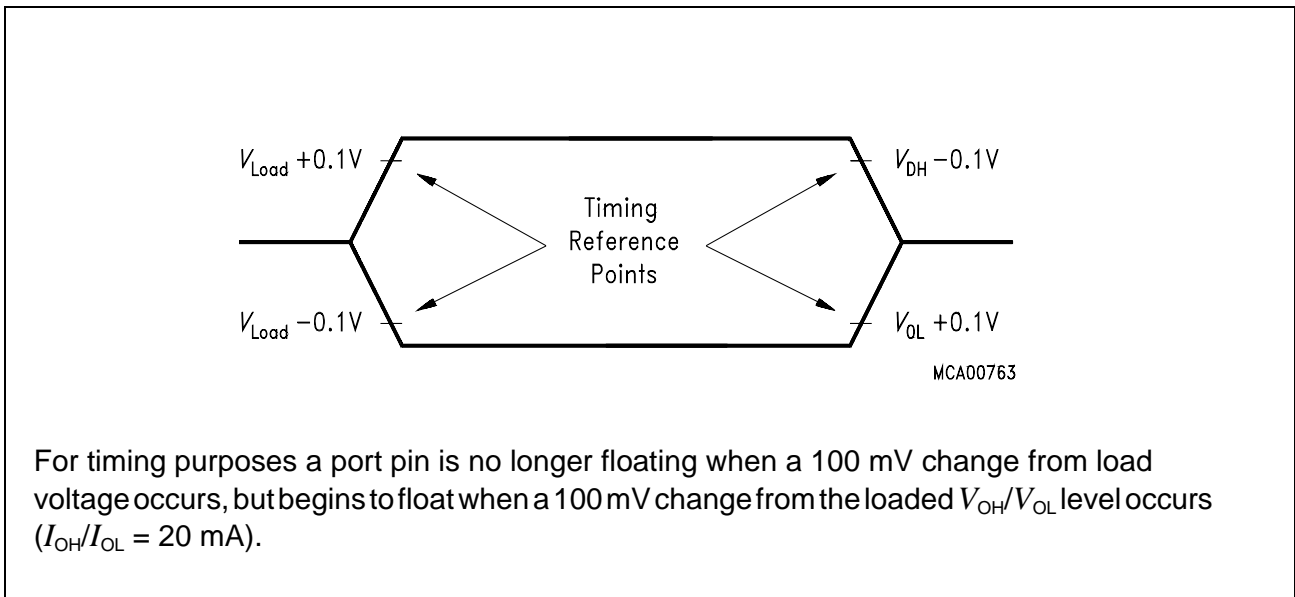 V_Load +0.1V
V_DH −0.1V
Timing
Reference
Points
V_Load −0.1V
V_OL +0.1V
MCA00763
For timing purposes a port pin is no longer floating when a 100 mV change from load
voltage occurs, but begins to float when a 100 mV change from the loaded V_OH/V_OL level occurs
(I_OH/I_OL = 20 mA).